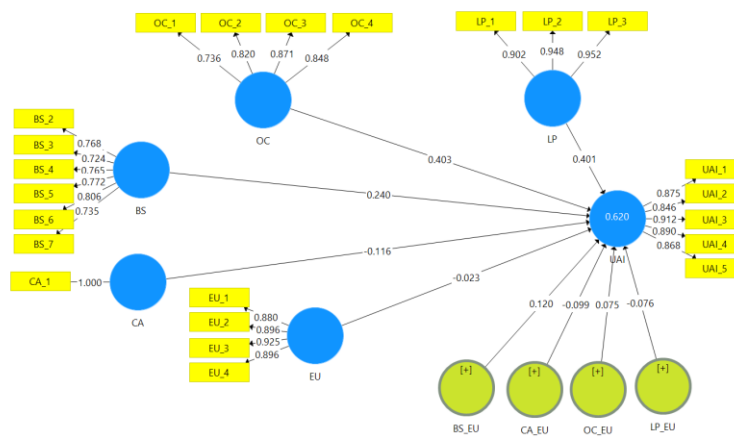 OC_1 OC_2 OC_3 OC_4
0.736 0.820 0.871 0.848
OC
LP_1 LP_2 LP_3
0.902 0.948 0.952
LP
BS_2
BS_3
BS_4
BS_5
BS_6
BS_7
0.768
0.724
0.765
0.772
0.806
0.735
BS
0.403
0.401
0.240
-0.116
-0.023
0.620
UAI
UAI_1
UAI_2
UAI_3
UAI_4
UAI_5
0.875
0.846
0.912
0.890
0.868
CA_1
1.000
CA
EU_1
EU_2
EU_3
EU_4
0.880
0.896
0.925
0.896
EU
0.120 -0.099 0.075 -0.076
[+] [+] [+] [+]
BS_EU CA_EU OC_EU LP_EU